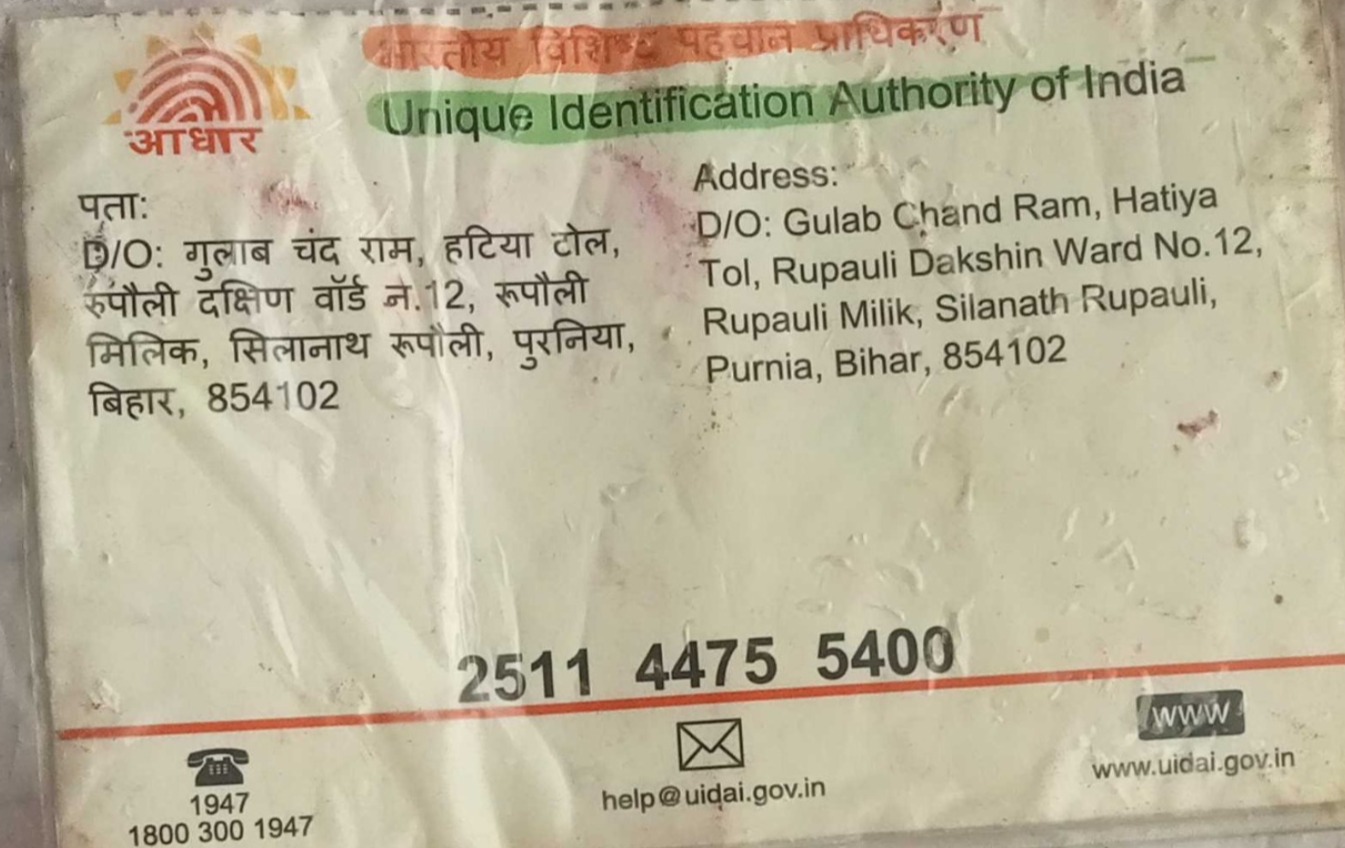 भारतीय विशिष्ट पहचान प्राधिकरण
Unique Identification Authority of India
आधार
पता:
D/O: गुलाब चंद राम, हटिया टोल,
रुपौली दक्षिण वॉर्ड न.12, रूपौली
मिलिक, सिलानाथ रूपौली, पुरनिया,
बिहार, 854102
Address:
D/O: Gulab Chand Ram, Hatiya
Tol, Rupauli Dakshin Ward No.12,
Rupauli Milik, Silanath Rupauli,
Purnia, Bihar, 854102
2511 4475 5400
1947
1800 300 1947
help@uidai.gov.in
www
www.uidai.gov.in